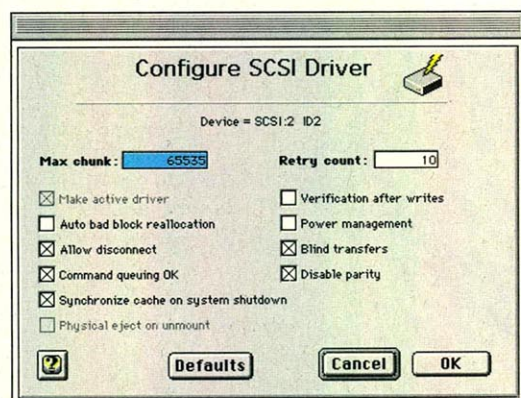 Configure SCSI Driver
Device = SCSI:2 ID2
Max chunk: 65535 Retry count: 10
Make active driver Verification after writes
Auto bad block reallocation Power management
Allow disconnect Blind transfers
Command queuing OK Disable parity
Synchronize cache on system shutdown
Physical eject on unmount
? Defaults Cancel OK